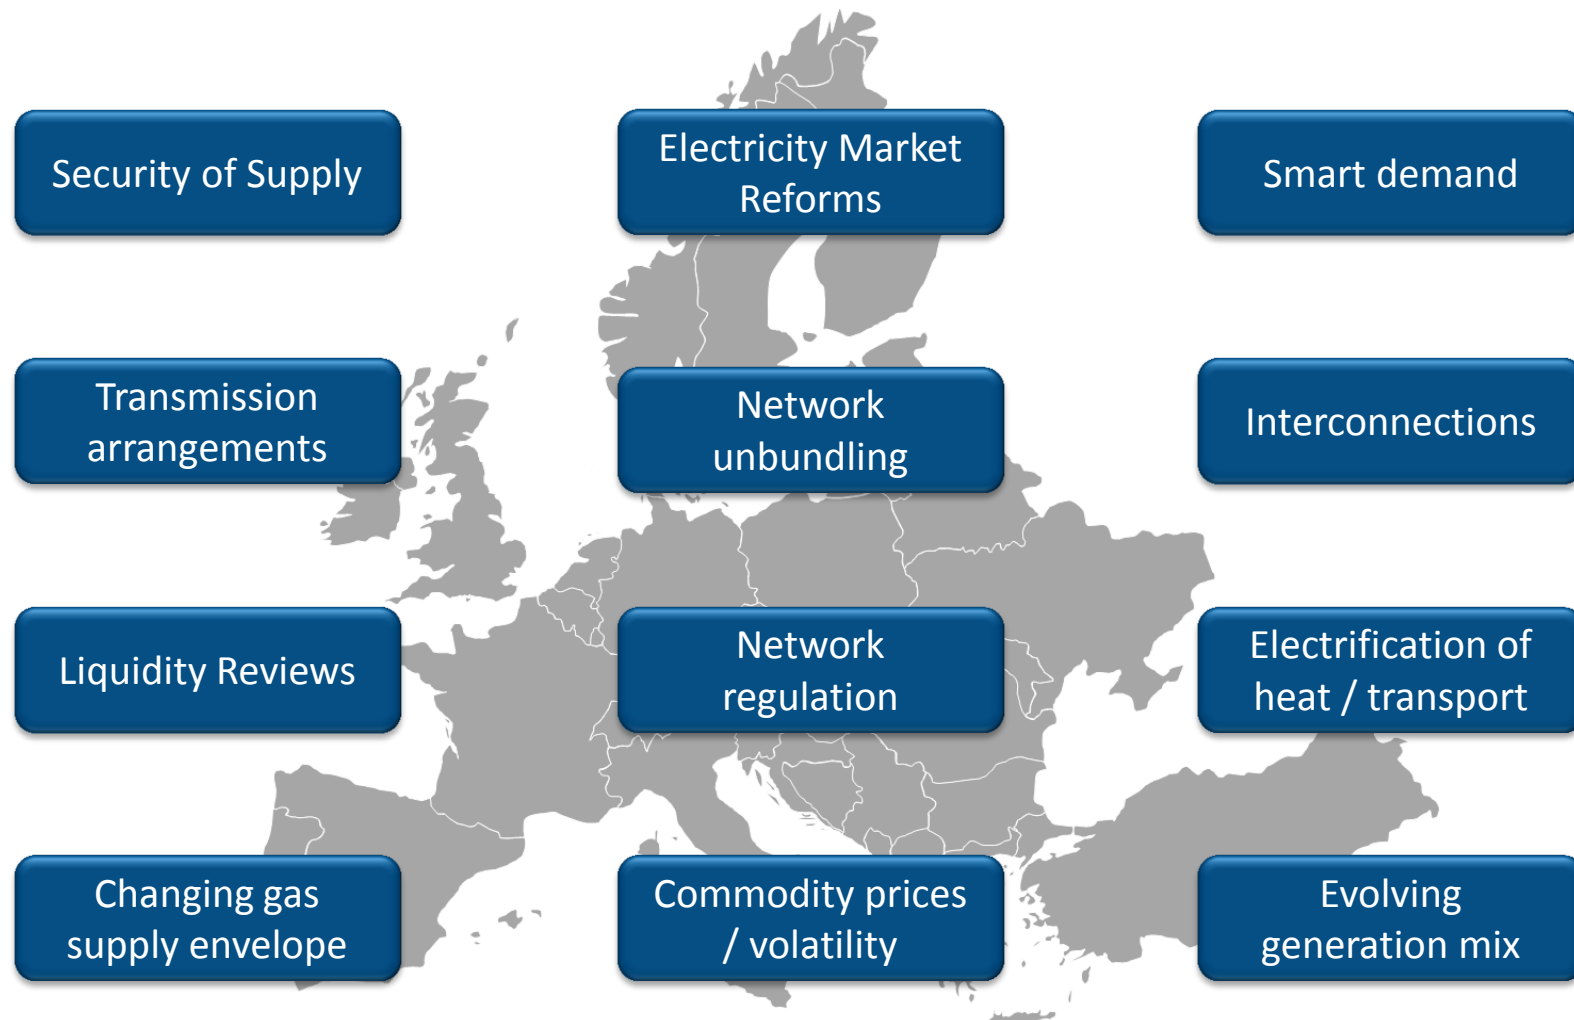 Security of Supply
Electricity Market
Reforms
Smart demand
Transmission
arrangements
Network
unbundling
Interconnections
Liquidity Reviews
Network
regulation
Electrification of
heat / transport
Changing gas
supply envelope
Commodity prices
/ volatility
Evolving
generation mix